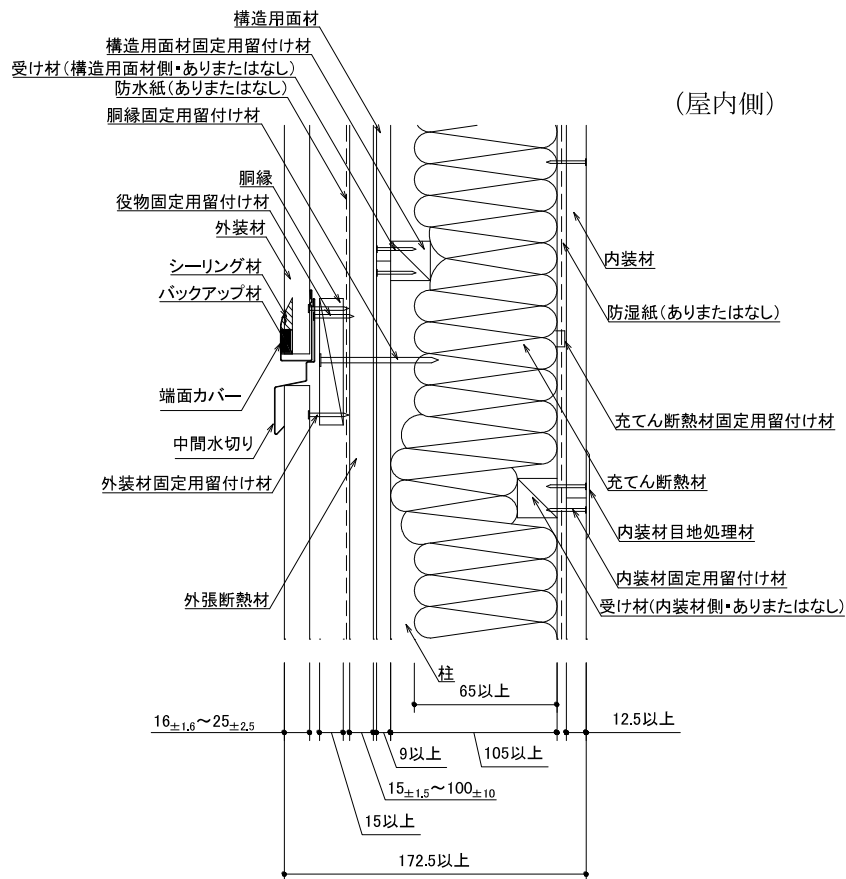 構造用面材
構造用面材固定用留付け材
受け材(構造用面材側・ありまたはなし)
防水紙(ありまたはなし)
胴縁固定用留付け材
(屋内側)
胴縁
役物固定用留付け材
外装材
シーリング材
バックアップ材
内装材
防湿紙(ありまたはなし)
端面カバー
中間水切り
外装材固定用留付け材
充てん断熱材固定用留付け材
充てん断熱材
内装材目地処理材
内装材固定用留付け材
受け材(内装材側・ありまたはなし)
外張断熱材
柱
65以上
16±1.6~25±2.5
12.5以上
9以上
105以上
15±1.5~100±10
15以上
172.5以上